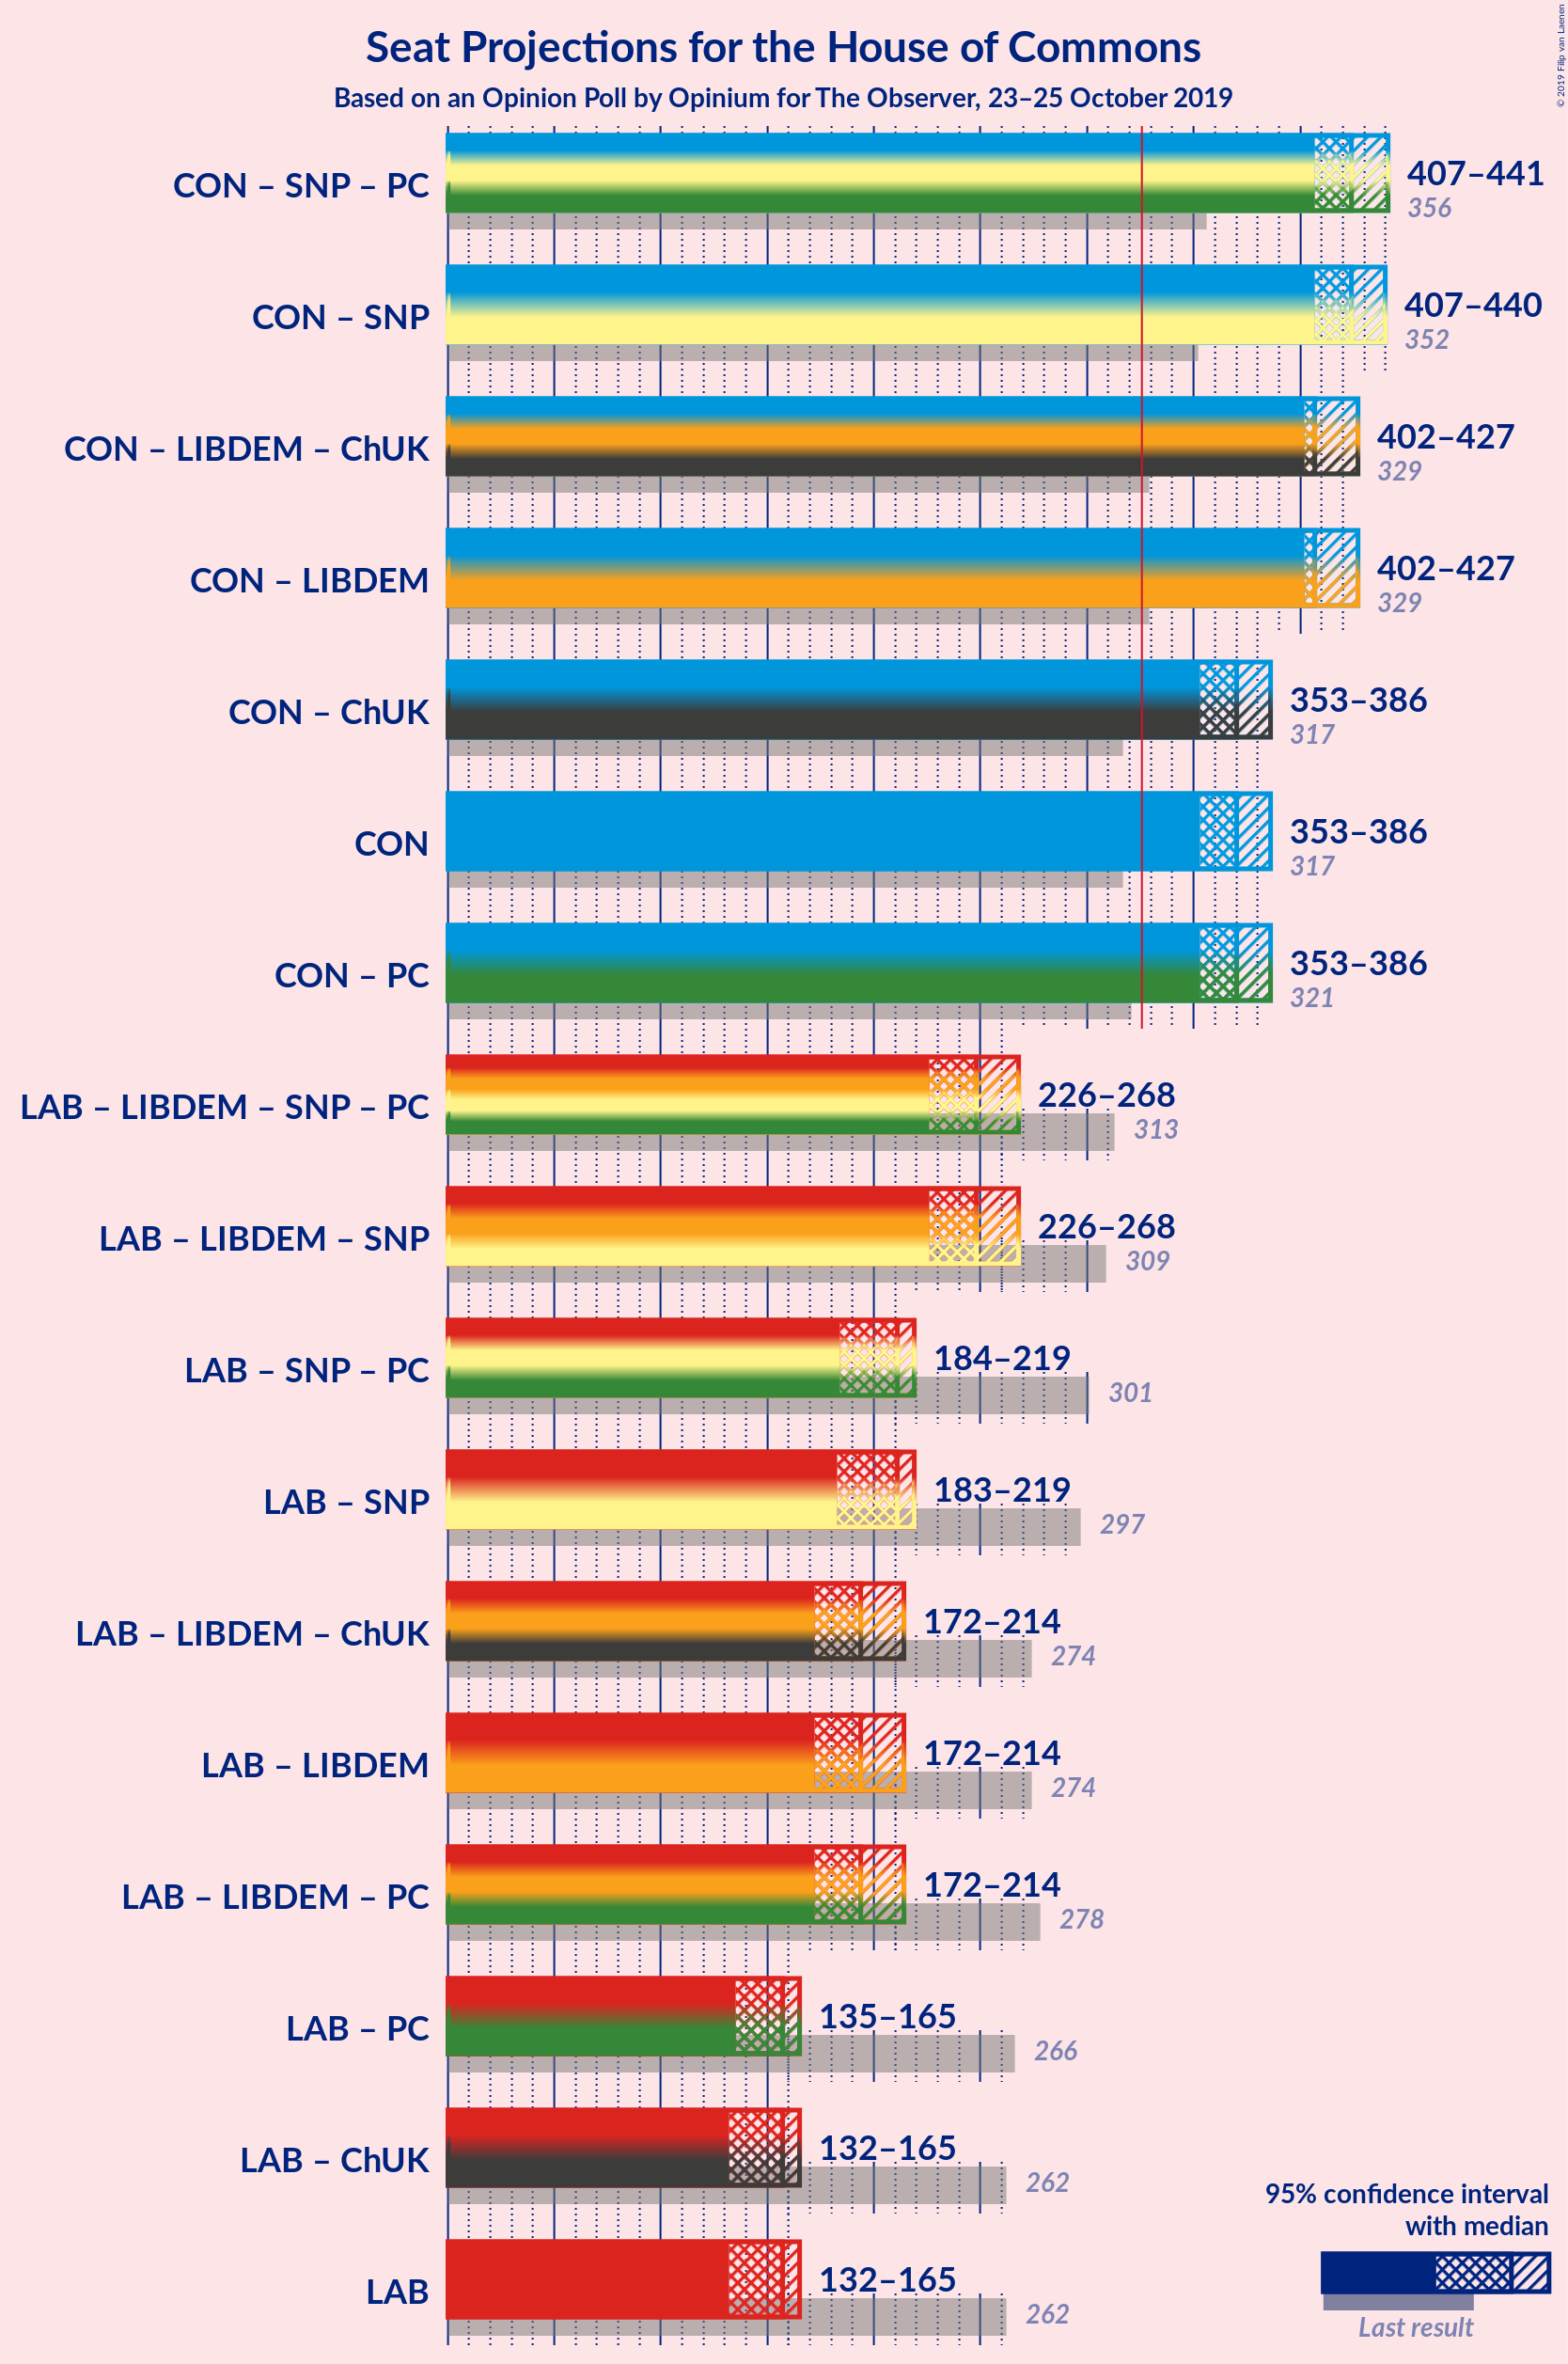 © 2019 Filip van Laenen
Seat Projections for the House of Commons
Based on an Opinion Poll by Opinium for The Observer, 23–25 October 2019
CON – SNP – PC
407–441
356
CON – SNP
407–440
352
CON – LIBDEM – ChUK
402–427
329
CON – LIBDEM
402–427
329
CON – ChUK
353–386
317
CON
353–386
317
CON – PC
353–386
321
LAB – LIBDEM – SNP – PC
226–268
313
LAB – LIBDEM – SNP
226–268
309
LAB – SNP – PC
184–219
301
LAB – SNP
183–219
297
LAB – LIBDEM – ChUK
172–214
274
LAB – LIBDEM
172–214
274
LAB – LIBDEM – PC
172–214
278
LAB – PC
135–165
266
LAB – ChUK
132–165
262
LAB
132–165
262
95% confidence interval
with median
Last result